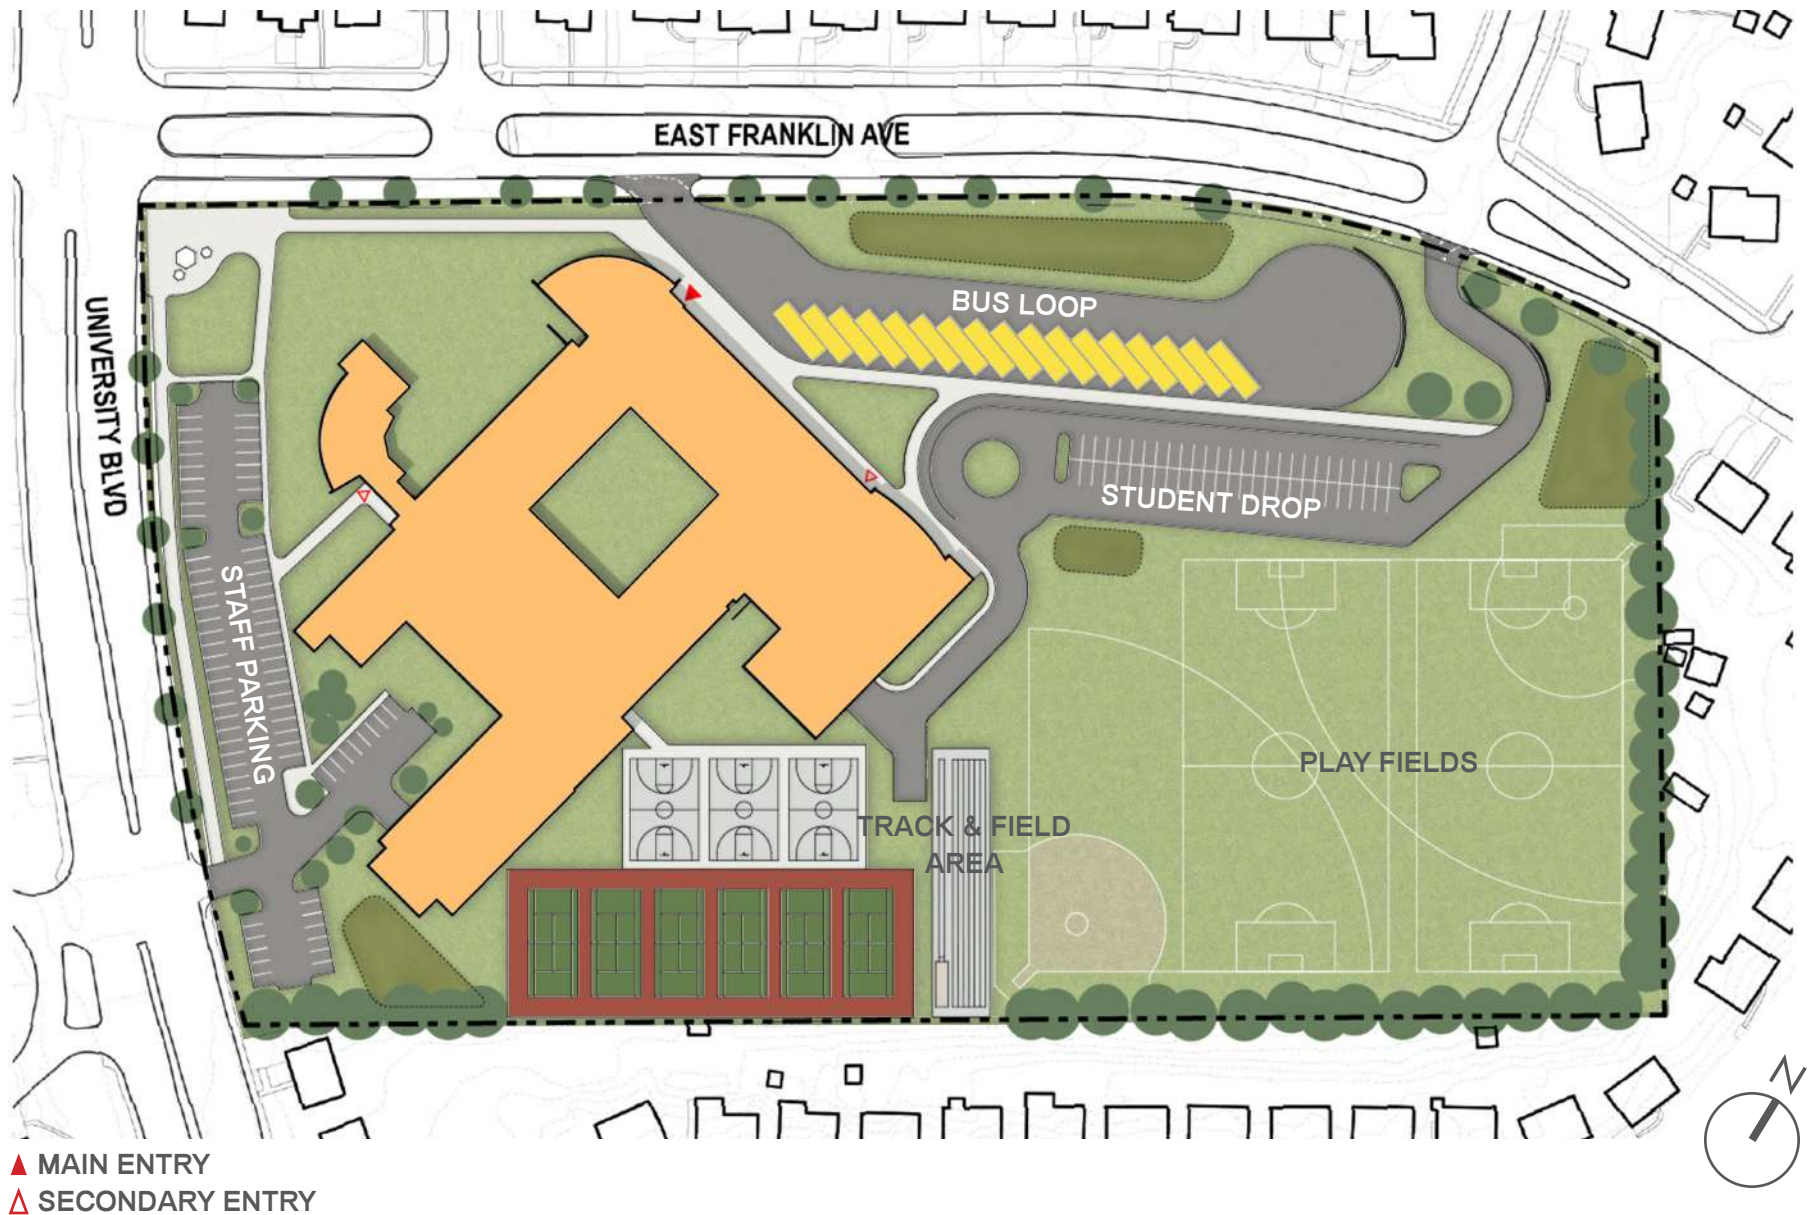 EAST FRANKLIN AVE
BUS LOOP
UNIVERSITY BLVD
STUDENT DROP
STAFF PARKING
PLAY FIELDS
TRACK & FIELD
AREA
N
MAIN ENTRY
SECONDARY ENTRY